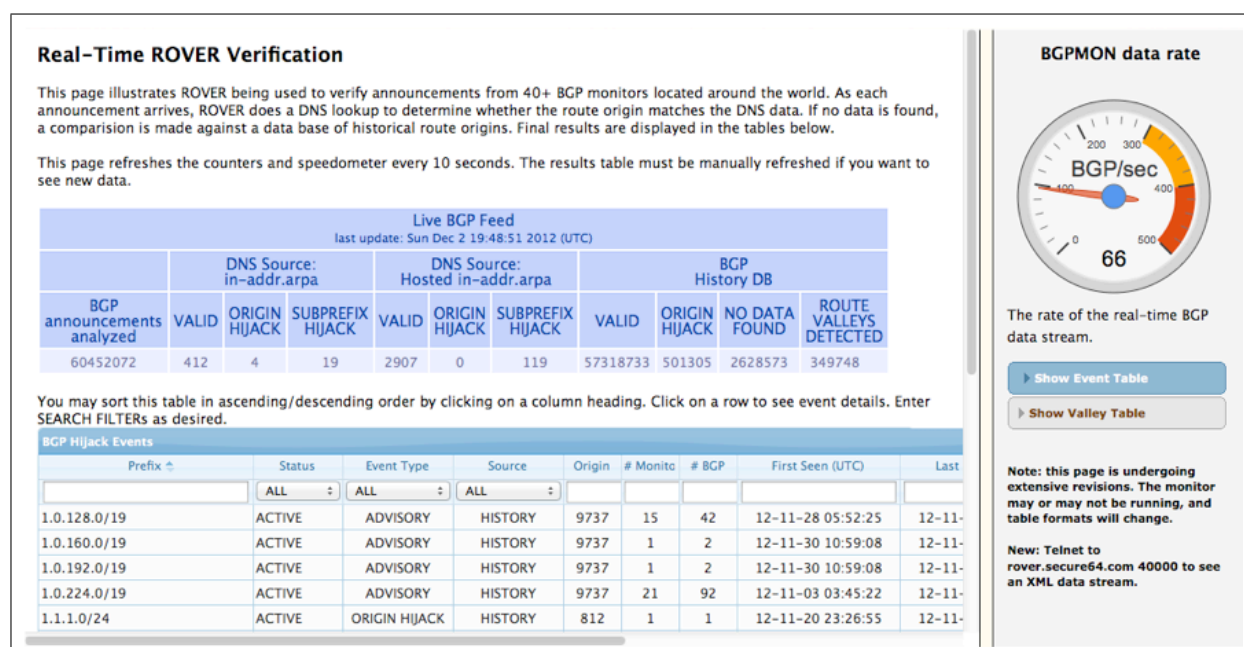 Real-Time ROVER Verification
This page illustrates ROVER being used to verify announcements from 40+ BGP monitors located around the world. As each
announcement arrives, ROVER does a DNS lookup to determine whether the route origin matches the DNS data. If no data is found,
a comparision is made against a data base of historical route origins. Final results are displayed in the tables below.
This page refreshes the counters and speedometer every 10 seconds. The results table must be manually refreshed if you want to
see new data.
Live BGP Feed
last update: Sun Dec 2 19:48:51 2012 (UTC)
DNS Source: in-addr.arpa DNS Source: Hosted in-addr.arpa BGP History DB
BGP announcements analyzed VALID ORIGIN HIJACK SUBPREFIX HIJACK VALID ORIGIN HIJACK SUBPREFIX HIJACK VALID ORIGIN HIJACK NO DATA FOUND ROUTE VALLEYS DETECTED
60452072 412 4 19 2907 0 119 57318733 501305 2628573 349748
You may sort this table in ascending/descending order by clicking on a column heading. Click on a row to see event details. Enter
SEARCH FILTERs as desired.
BGP Hijack Events
Prefix Status Event Type Source Origin # Monitc # BGP First Seen (UTC) Last
ALL ALL ALL
1.0.128.0/19 ACTIVE ADVISORY HISTORY 9737 15 42 12-11-28 05:52:25 12-11-
1.0.160.0/19 ACTIVE ADVISORY HISTORY 9737 1 2 12-11-30 10:59:08 12-11-
1.0.192.0/19 ACTIVE ADVISORY HISTORY 9737 1 2 12-11-30 10:59:08 12-11-
1.0.224.0/19 ACTIVE ADVISORY HISTORY 9737 21 92 12-11-03 03:45:22 12-11-
1.1.1.0/24 ACTIVE ORIGIN HIJACK HISTORY 812 1 1 12-11-20 23:26:55 12-11-
BGPMON data rate
200 300
BGP/sec
100 400
0 500
66
The rate of the real-time BGP
data stream.
Show Event Table
Show Valley Table
Note: this page is undergoing
extensive revisions. The monitor
may or may not be running, and
table formats will change.
New: Telnet to
rover.secure64.com 40000 to see
an XML data stream.